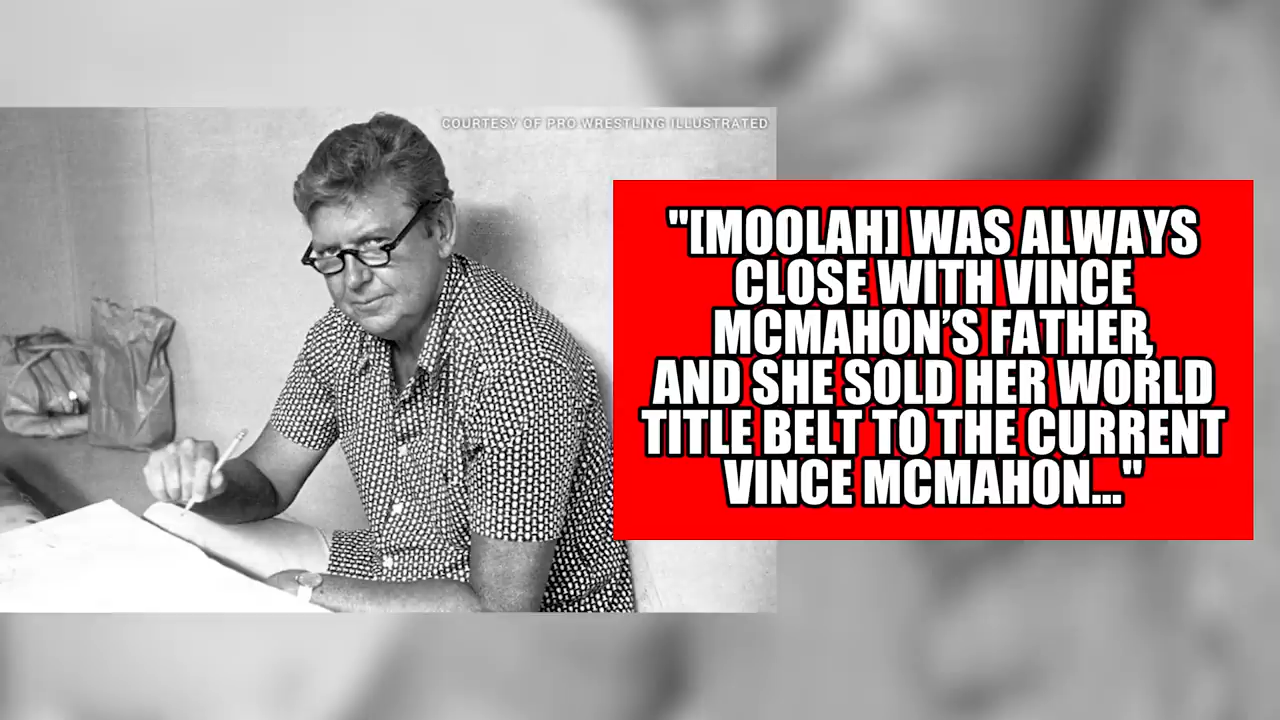 COURTESY OF PRO WRESTLING ILLUSTRATED
"[MOOLAH] WAS ALWAYS
CLOSE WITH VINCE
MCMAHON’S FATHER,
AND SHE SOLD HER WORLD
TITLE BELT TO THE CURRENT
VINCE MCMAHON..."